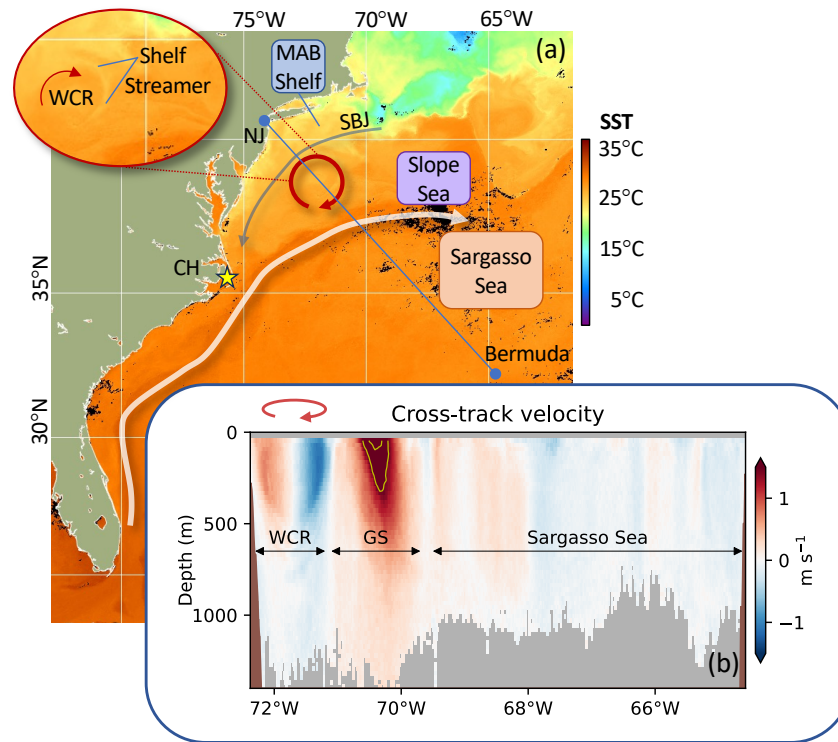 75°W 70°W 65°W
(a)
MAB
Shelf
Shelf
Streamer
WCR
NJ
SBJ
SST
35°C
25°C
15°C
5°C
Slope
Sea
Sargasso
Sea
CH
35°N
30°N
Bermuda
Cross-track velocity
0
500
1000
Depth (m)
WCR GS Sargasso Sea
(b)
72°W 70°W 68°W 66°W
1
0
−1
m s⁻¹